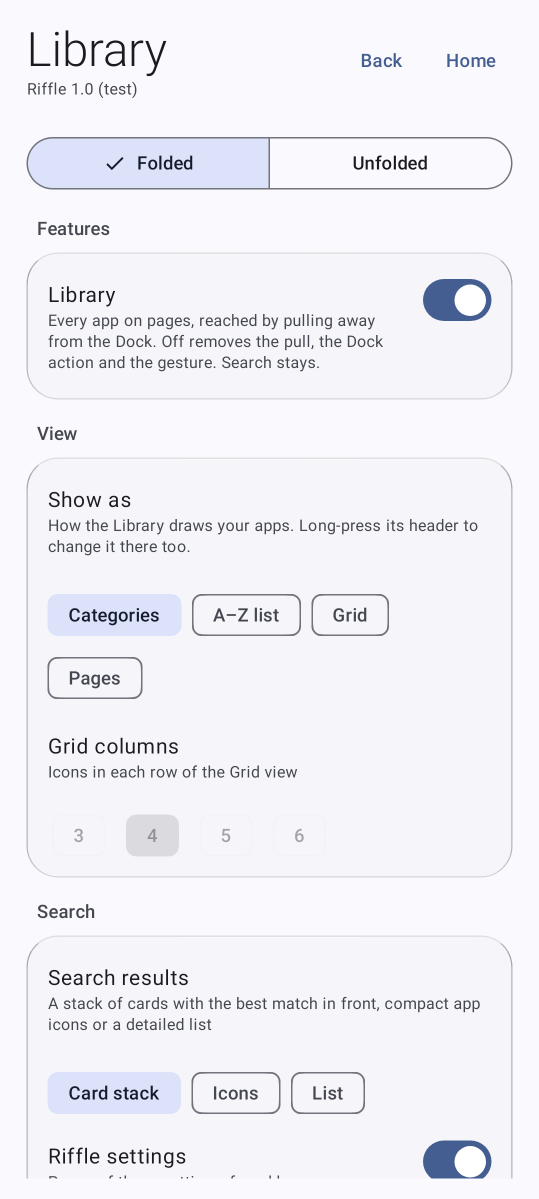 Library
Back
Home
Riffle 1.0 (test)
Folded
Unfolded
Features
Library
Every app on pages, reached by pulling away
from the Dock. Off removes the pull, the Dock
action and the gesture. Search stays.
View
Show as
How the Library draws your apps. Long-press its header to
change it there too.
Categories
A–Z list
Grid
Pages
Grid columns
Icons in each row of the Grid view
3
4
5
6
Search
Search results
A stack of cards with the best match in front, compact app
icons or a detailed list
Card stack
Icons
List
Riffle settings